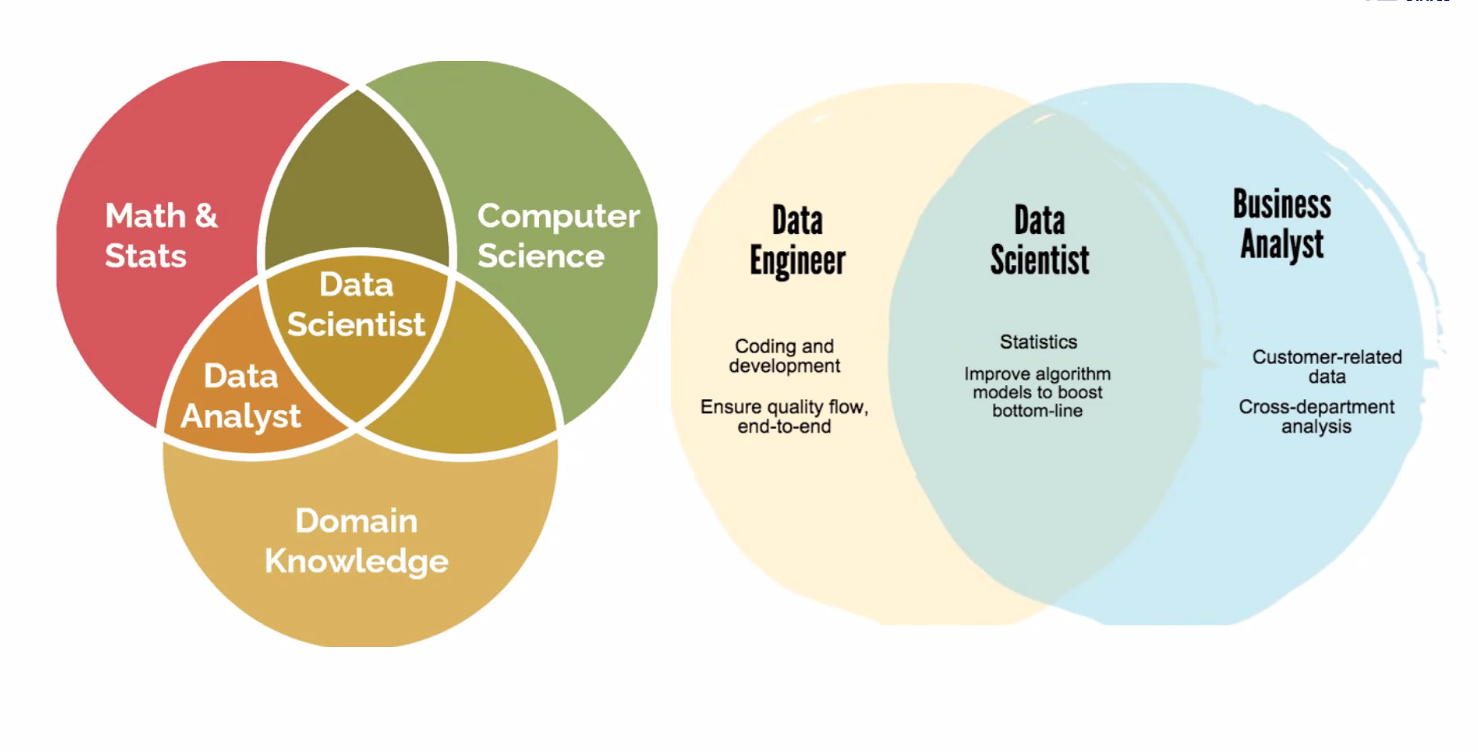 Math &
Stats
Computer
Science
Data
Scientist
Data
Analyst
Domain
Knowledge
Data
Engineer
Coding and
development
Ensure quality flow,
end-to-end
Data
Scientist
Statistics
Improve algorithm
models to boost
bottom-line
Business
Analyst
Customer-related
data
Cross-department
analysis